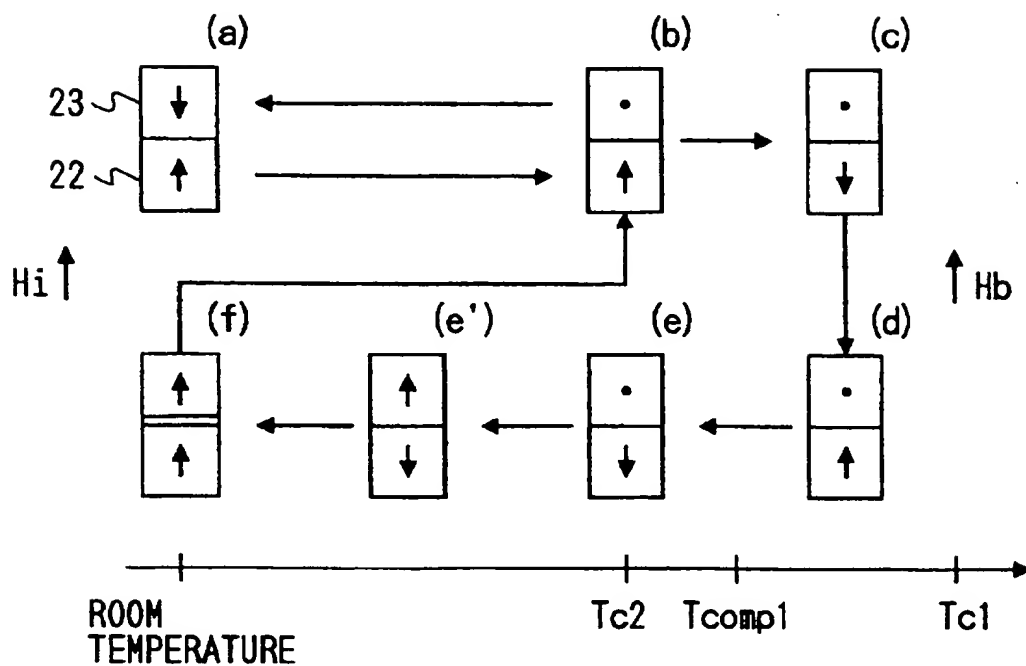 (a)
(b)
(c)
23
22
Hi
Hb
(f)
(e')
(e)
(d)
ROOM
TEMPERATURE
Tc2
Tcomp1
Tc1